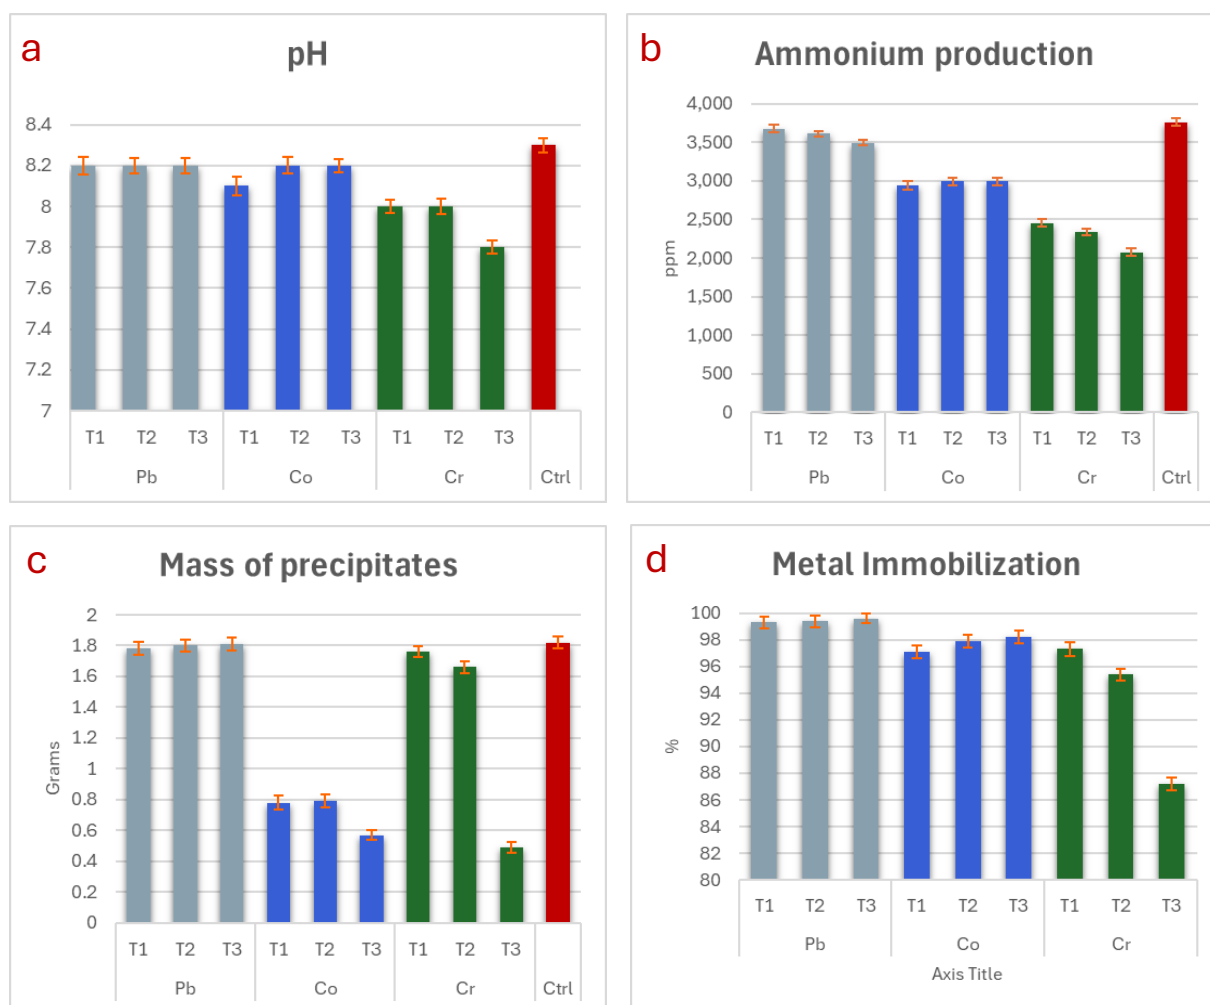 a
pH
8.4
8.2
8
7.8
7.6
7.4
7.2
7
T1 T2 T3 T1 T2 T3 T1 T2 T3
Pb Co Cr Ctrl
b
Ammonium production
ppm
4,000
3,500
3,000
2,500
2,000
1,500
1,000
500
0
T1 T2 T3 T1 T2 T3 T1 T2 T3
Pb Co Cr Ctrl
c
Mass of precipitates
Grams
2
1.8
1.6
1.4
1.2
1
0.8
0.6
0.4
0.2
0
T1 T2 T3 T1 T2 T3 T1 T2 T3
Pb Co Cr Ctrl
d
Metal Immobilization
%
100
98
96
94
92
90
88
86
84
82
80
T1 T2 T3 T1 T2 T3 T1 T2 T3
Pb Co Cr
Axis Title